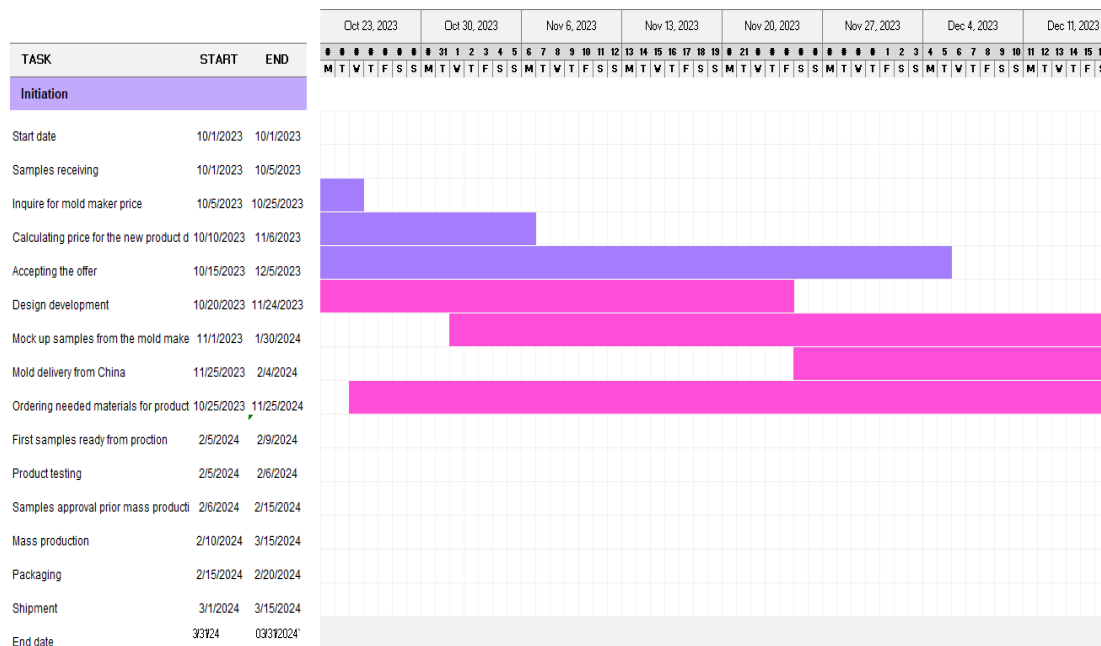 Oct 23, 2023 Oct 30, 2023 Nov 6, 2023 Nov 13, 2023 Nov 20, 2023 Nov 27, 2023 Dec 4, 2023 Dec 11, 2023
# # # # # # # # 31 1 2 3 4 5 6 7 8 9 10 11 12 13 14 15 16 17 18 19 # 21 # # # # # # # # # 1 2 3 4 5 6 7 8 9 10 11 12 13 14 15 1
TASK START END
M T W T F S S M T W T F S S M T W T F S S M T W T F S S M T W T F S S M T W T F S S M T W T F S S M T W T F S
Initiation
Start date 10/1/2023 10/1/2023
Samples receiving 10/1/2023 10/5/2023
Inquire for mold maker price 10/5/2023 10/25/2023
Calculating price for the new product d 10/10/2023 11/6/2023
Accepting the offer 10/15/2023 12/5/2023
Design development 10/20/2023 11/24/2023
Mock up samples from the mold make 11/1/2023 1/30/2024
Mold delivery from China 11/25/2023 2/4/2024
Ordering needed materials for product 10/25/2023 11/25/2024
First samples ready from proction 2/5/2024 2/9/2024
Product testing 2/5/2024 2/6/2024
Samples approval prior mass producti 2/6/2024 2/15/2024
Mass production 2/10/2024 3/15/2024
Packaging 2/15/2024 2/20/2024
Shipment 3/1/2024 3/15/2024
End date 3/31/24 03/31/2024`